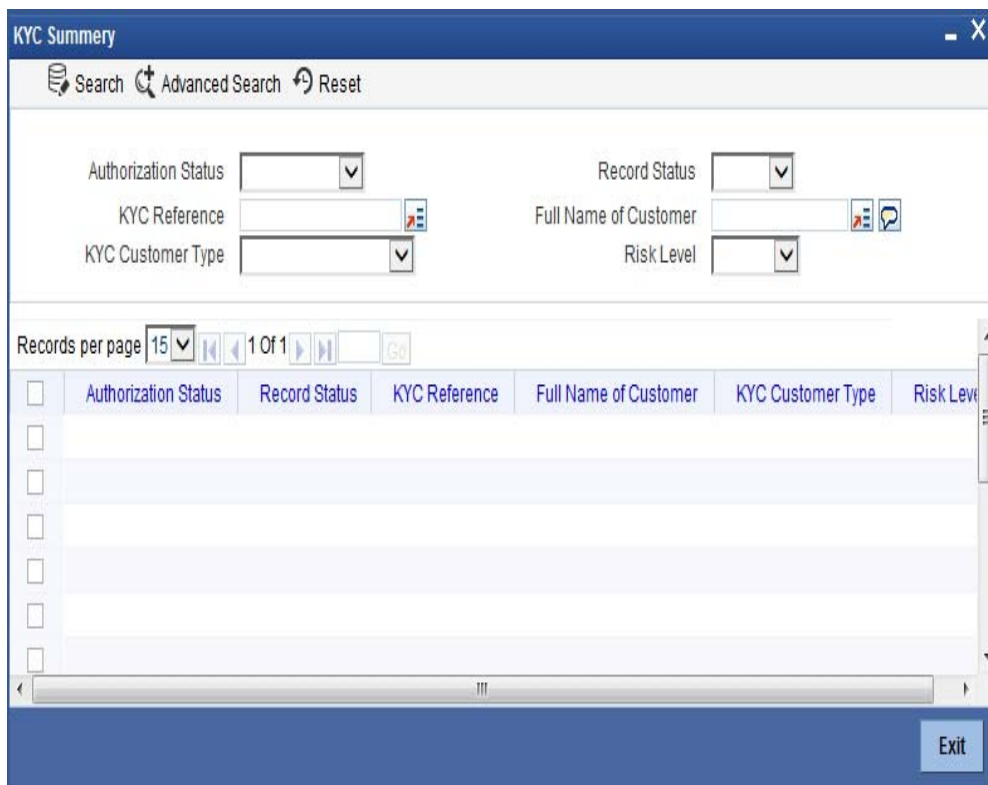 KYC Summery
Search Advanced Search Reset
Authorization Status Record Status
KYC Reference Full Name of Customer
KYC Customer Type Risk Level
Records per page 15 1 Of 1 Go
Authorization Status Record Status KYC Reference Full Name of Customer KYC Customer Type Risk Leve
Exit